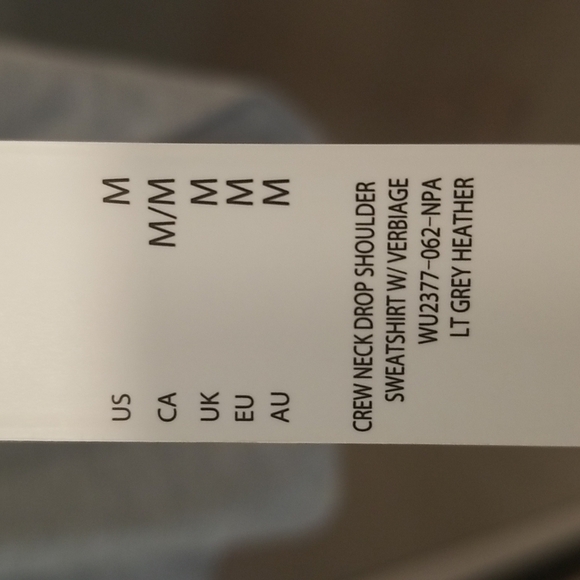 US M
CA M/M
UK M
EU M
AU M
CREW NECK DROP SHOULDER
SWEATSHIRT W/ VERBIAGE
WU2377-062-NPA
LT GREY HEATHER